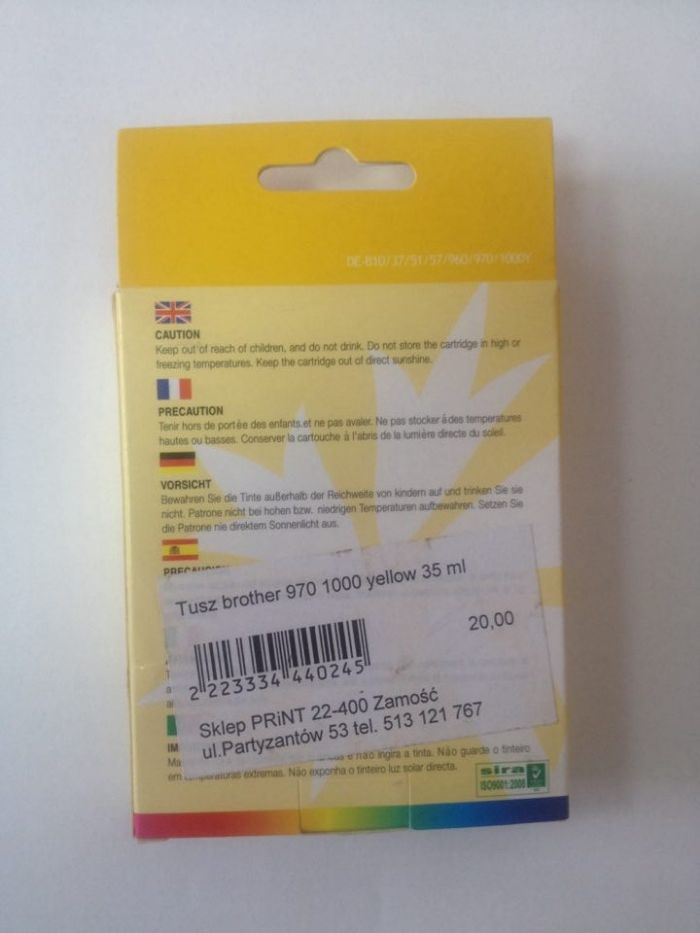 DE-B10/37/51/57/960/970/1000Y
CAUTION
Keep out of reach of children, and do not drink. Do not store the cartridge in high or
freezing temperatures. Keep the cartridge out of direct sunshine.
PRECAUTION
Tenir hors de portée des enfants.et ne pas avaler. Ne pas stocker à des temperatures
hautes ou basses. Conserver la cartouche à l'abris de la lumière directe du soleil.
VORSICHT
Bewahren Sie die Tinte außerhalb der Reichweite von kindern auf und trinken Sie sie
nicht. Patrone nicht bei hohen bzw. niedrigen Temperaturen aufbewahren. Setzen Sie
die Patrone nie direktem Sonnenlicht aus.
Tusz brother 970 1000 yellow 35 ml
20,00
2 223334 440245
Sklep PRiNT 22-400 Zamość
ul.Partyzantów 53 tel. 513 121 767
IM
Ma e não ingira a tinta. Não guarde o tinteiro
em temperaturas extremas. Não exponha o tinteiro luz solar directa.
sira
ISO9001:2008